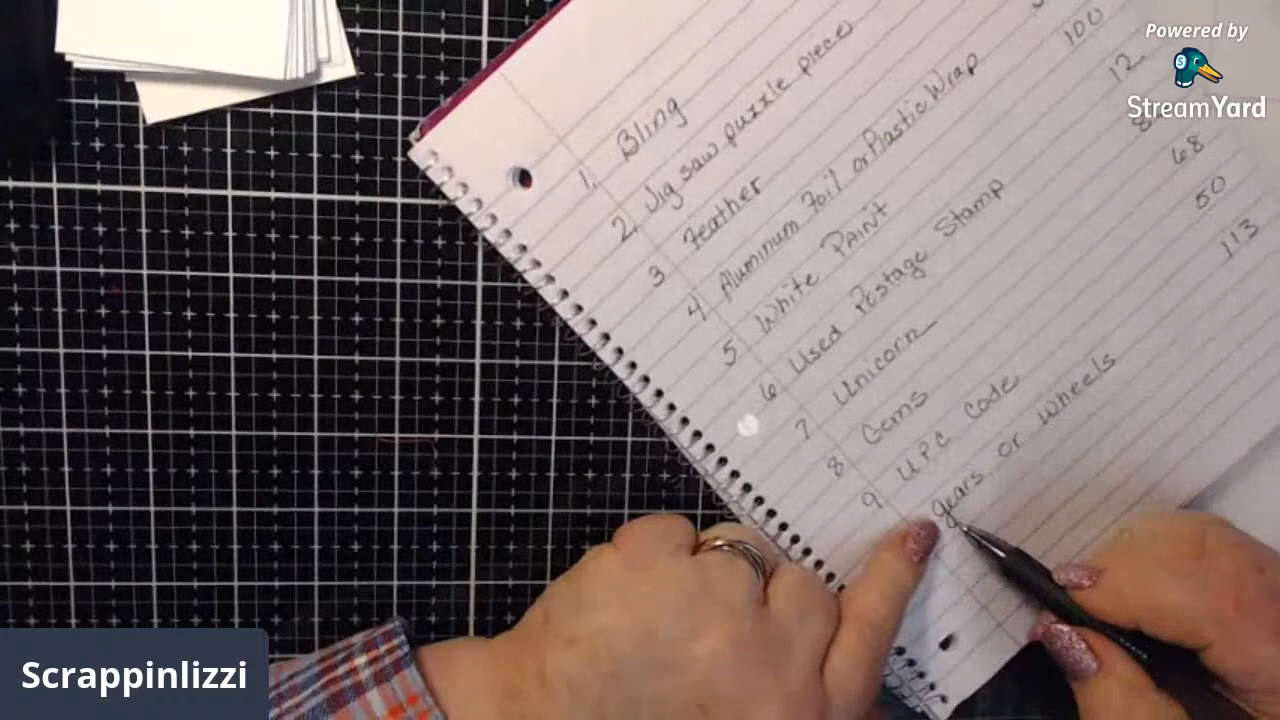 Powered by
StreamYard
1. Bling
2. Jig saw puzzle piece
3 Feather
4 Aluminum Foil or Plastic Wrap 100
5 White PAINT 12
6 Used Postage Stamp 8
7 Unicorn 68
8 Gems 50
9 UPC Code 113
gears or wheels
Scrappinlizzi